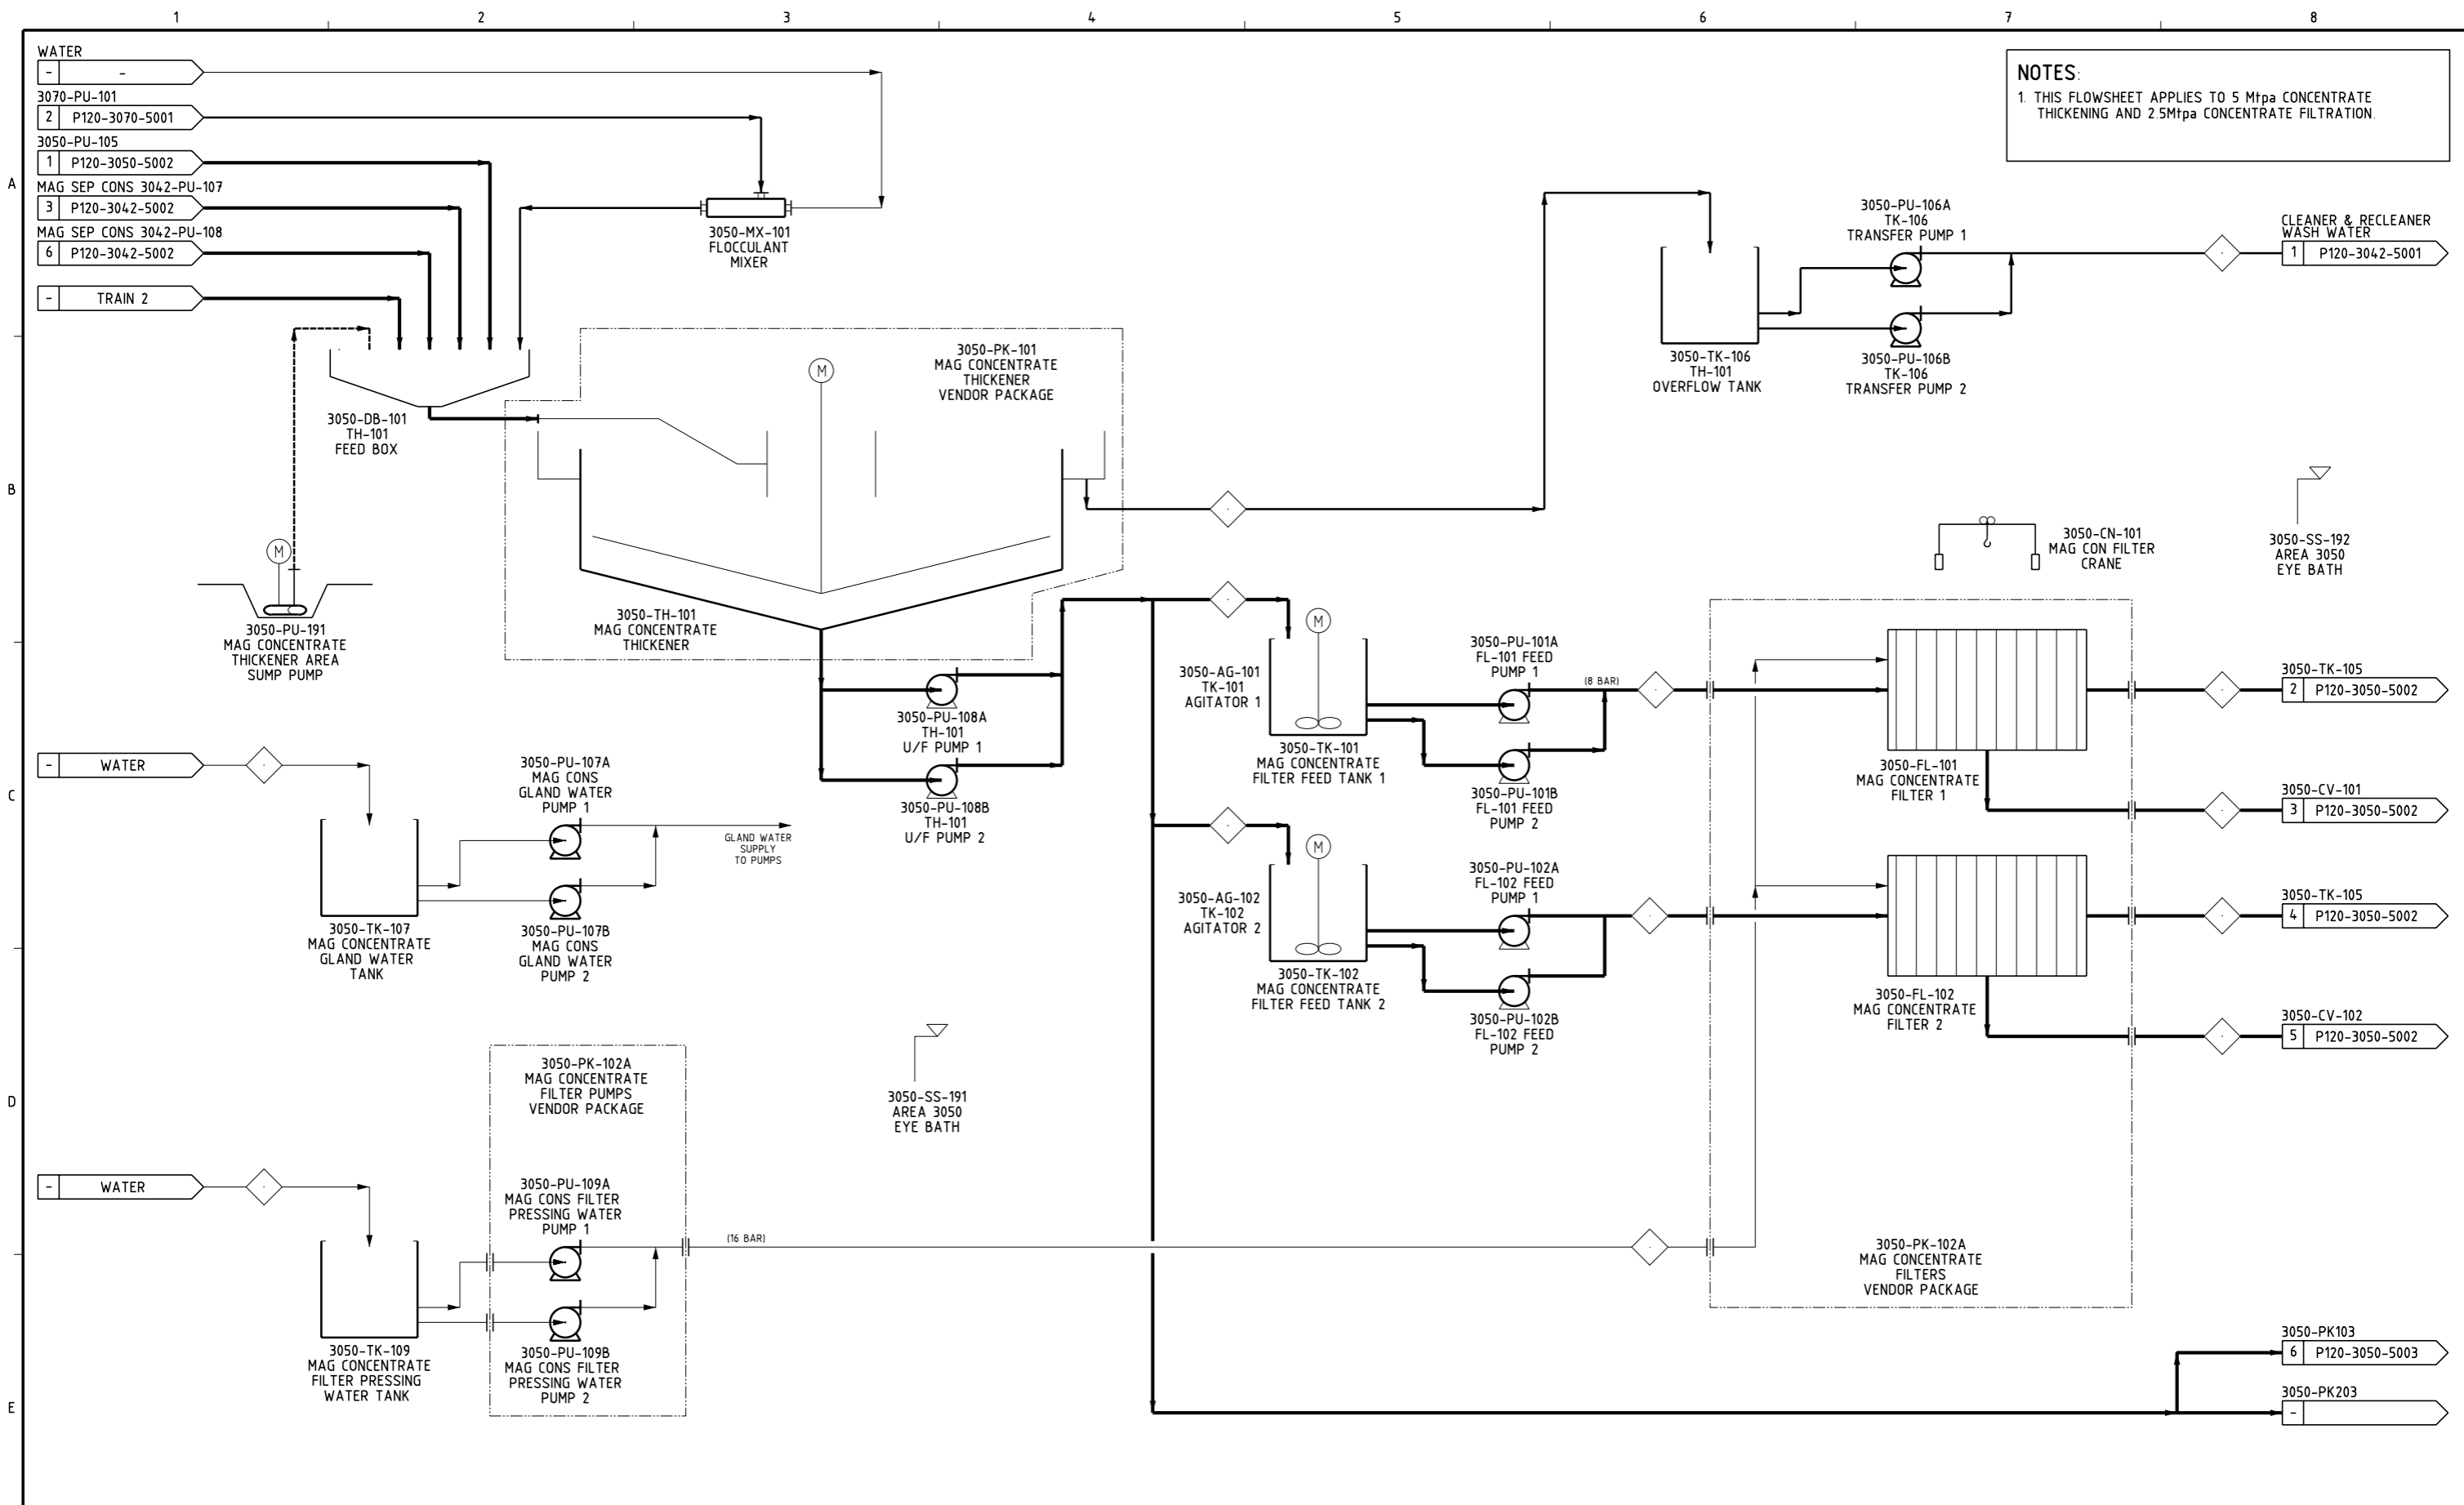 1 2 3 4 5 6 7 8
A
B
C
D
E
WATER
- -
3070-PU-101
2 P120-3070-5001
3050-PU-105
1 P120-3050-5002
MAG SEP CONS 3042-PU-107
3 P120-3042-5002
MAG SEP CONS 3042-PU-108
6 P120-3042-5002
- TRAIN 2
3050-MX-101
FLOCCULANT
MIXER
NOTES:
1. THIS FLOWSHEET APPLIES TO 5 Mtpa CONCENTRATE
THICKENING AND 2.5Mtpa CONCENTRATE FILTRATION.
3050-PU-106A
TK-106
TRANSFER PUMP 1
CLEANER & RECLEANER
WASH WATER
1 P120-3042-5001
3050-TK-106
TH-101
OVERFLOW TANK
3050-PU-106B
TK-106
TRANSFER PUMP 2
3050-PK-101
MAG CONCENTRATE
THICKENER
VENDOR PACKAGE
M
3050-DB-101
TH-101
FEED BOX
M
3050-PU-191
MAG CONCENTRATE
THICKENER AREA
SUMP PUMP
3050-TH-101
MAG CONCENTRATE
THICKENER
3050-CN-101
MAG CON FILTER
CRANE
3050-SS-192
AREA 3050
EYE BATH
3050-PU-108A
TH-101
U/F PUMP 1
3050-PU-108B
TH-101
U/F PUMP 2
M
3050-AG-101
TK-101
AGITATOR 1
3050-TK-101
MAG CONCENTRATE
FILTER FEED TANK 1
3050-PU-101A
FL-101 FEED
PUMP 1
(8 BAR)
3050-PU-101B
FL-101 FEED
PUMP 2
3050-FL-101
MAG CONCENTRATE
FILTER 1
3050-TK-105
2 P120-3050-5002
3050-CV-101
3 P120-3050-5002
- WATER
3050-PU-107A
MAG CONS
GLAND WATER
PUMP 1
GLAND WATER
SUPPLY
TO PUMPS
3050-TK-107
MAG CONCENTRATE
GLAND WATER
TANK
3050-PU-107B
MAG CONS
GLAND WATER
PUMP 2
M
3050-AG-102
TK-102
AGITATOR 2
3050-TK-102
MAG CONCENTRATE
FILTER FEED TANK 2
3050-PU-102A
FL-102 FEED
PUMP 1
3050-PU-102B
FL-102 FEED
PUMP 2
3050-FL-102
MAG CONCENTRATE
FILTER 2
3050-TK-105
4 P120-3050-5002
3050-CV-102
5 P120-3050-5002
3050-PK-102A
MAG CONCENTRATE
FILTER PUMPS
VENDOR PACKAGE
3050-SS-191
AREA 3050
EYE BATH
- WATER
3050-PU-109A
MAG CONS FILTER
PRESSING WATER
PUMP 1
(16 BAR)
3050-TK-109
MAG CONCENTRATE
FILTER PRESSING
WATER TANK
3050-PU-109B
MAG CONS FILTER
PRESSING WATER
PUMP 2
3050-PK-102A
MAG CONCENTRATE
FILTERS
VENDOR PACKAGE
3050-PK103
6 P120-3050-5003
3050-PK203
-